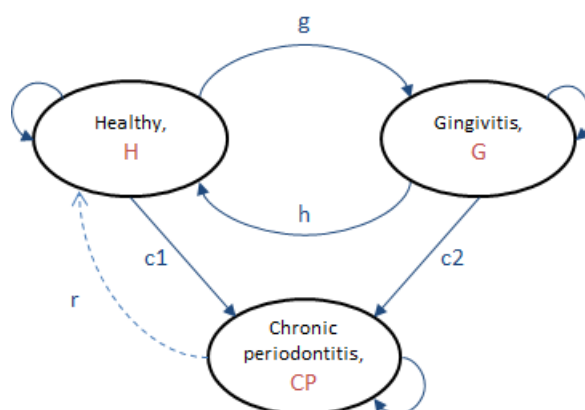 g
Healthy,
H
Gingivitis,
G
h
c1
c2
r
Chronic
periodontitis,
CP